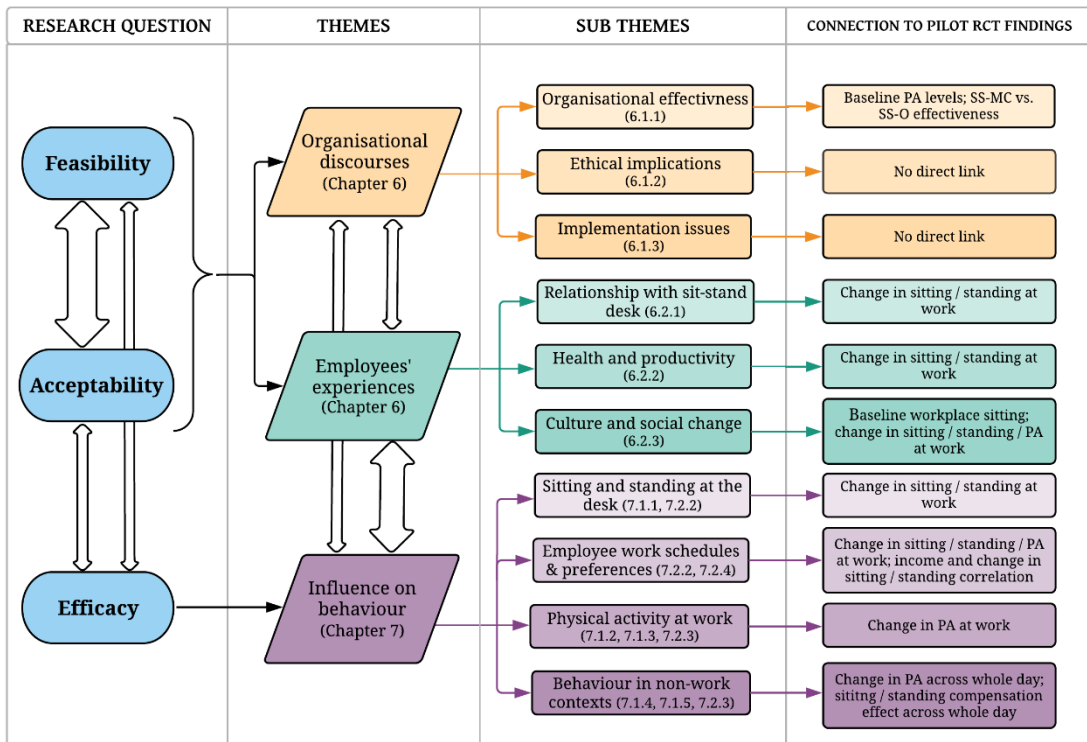 RESEARCH QUESTION
THEMES
SUB THEMES
CONNECTION TO PILOT RCT FINDINGS
Feasibility
Acceptability
Efficacy
Organisational
discourses
(Chapter 6)
Employees'
experiences
(Chapter 6)
Influence on
behaviour
(Chapter 7)
Organisational effectivness
(6.1.1)
Ethical implications
(6.1.2)
Implementation issues
(6.1.3)
Relationship with sit-stand
desk (6.2.1)
Health and productivity
(6.2.2)
Culture and social change
(6.2.3)
Sitting and standing at the
desk (7.1.1, 7.2.2)
Employee work schedules
& preferences (7.2.2, 7.2.4)
Physical activity at work
(7.1.2, 7.1.3, 7.2.3)
Behaviour in non-work
contexts (7.1.4, 7.1.5, 7.2.3)
Baseline PA levels; SS-MC vs.
SS-O effectiveness
No direct link
No direct link
Change in sitting / standing at
work
Change in sitting / standing at
work
Baseline workplace sitting;
change in sitting / standing / PA
at work
Change in sitting / standing at
work
Change in sitting / standing / PA
at work; income and change in
sitting / standing correlation
Change in PA at work
Change in PA across whole day;
siitng / standing compensation
effect across whole day